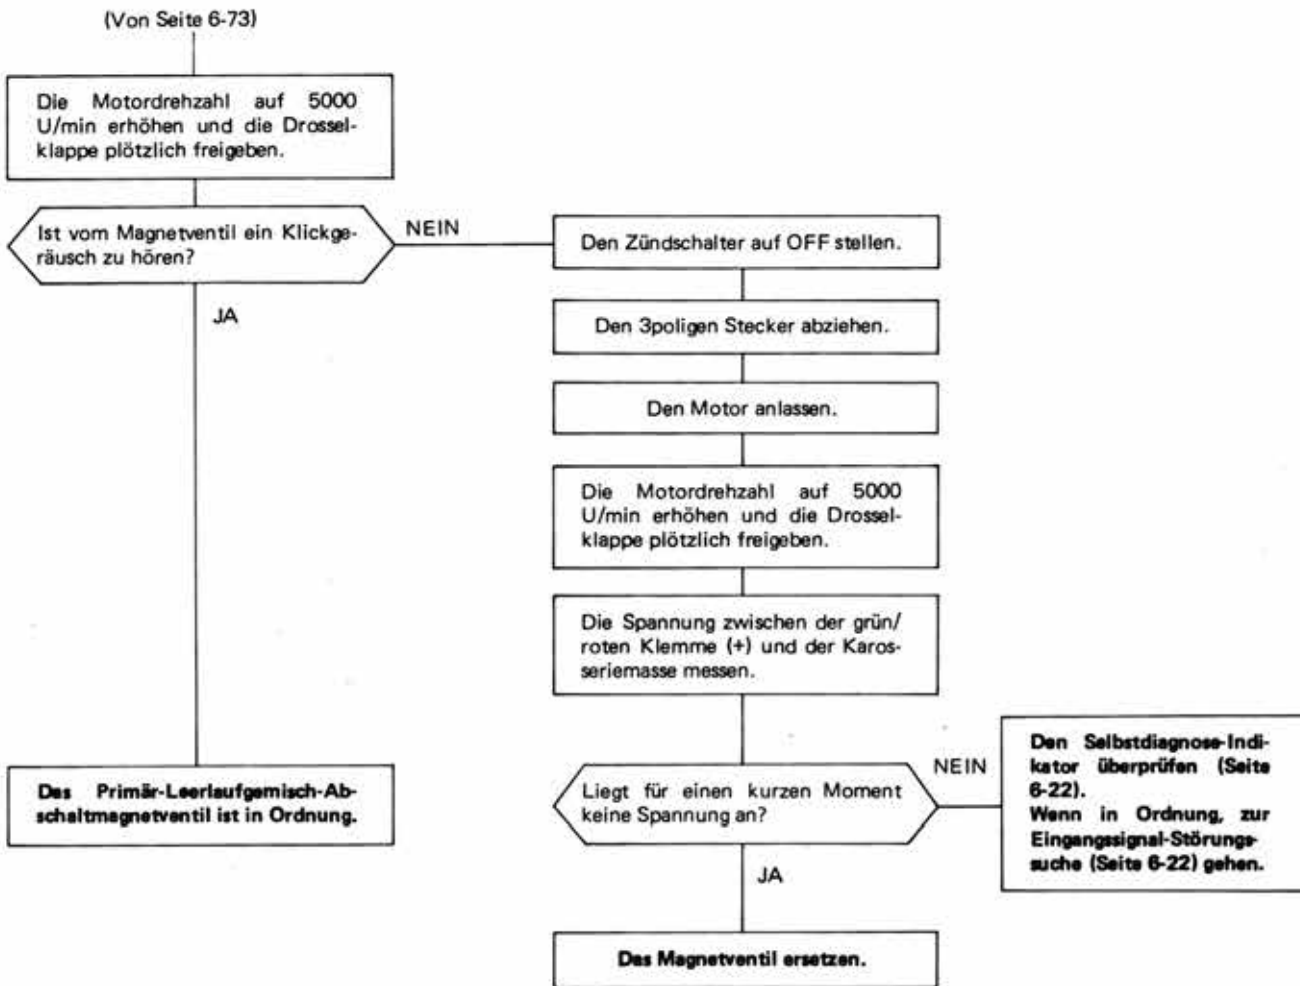 (Von Seite 6-73)
Die Motordrehzahl auf 5000
U/min erhöhen und die Drossel-
klappe plötzlich freigeben.
Ist vom Magnetventil ein Klickge-
räusch zu hören?
NEIN
JA
Den Zündschalter auf OFF stellen.
Den 3poligen Stecker abziehen.
Den Motor anlassen.
Die Motordrehzahl auf 5000
U/min erhöhen und die Drossel-
klappe plötzlich freigeben.
Die Spannung zwischen der grün/
roten Klemme (+) und der Karos-
seriemasse messen.
Das Primär-Leerlaufgemisch-Ab-
schaltmagnetventil ist in Ordnung.
Liegt für einen kurzen Moment
keine Spannung an?
NEIN
Den Selbstdiagnose-Indi-
kator überprüfen (Seite
6-22).
Wenn in Ordnung, zur
Eingangssignal-Störungs-
suche (Seite 6-22) gehen.
JA
Das Magnetventil ersetzen.